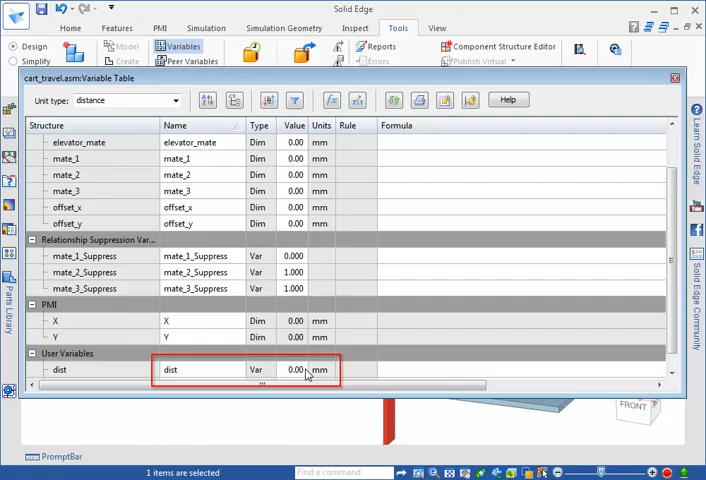 Solid Edge
Home Features PMI Simulation Simulation Geometry Inspect Tools View
Design
Simplify
Model
Create
Variables
Peer Variables
Reports
Errors
Component Structure Editor
Publish Virtual
cart_travel.asm:Variable Table
Unit type: distance
Help
Structure Name Type Value Units Rule Formula
elevator_mate elevator_mate Dim 0.00 mm
mate_1 mate_1 Dim 0.00 mm
mate_2 mate_2 Dim 0.00 mm
mate_3 mate_3 Dim 0.00 mm
offset_x offset_x Dim 0.00 mm
offset_y offset_y Dim 0.00 mm
Relationship Suppression Var...
mate_1_Suppress mate_1_Suppress Var 0.000
mate_2_Suppress mate_2_Suppress Var 1.000
mate_3_Suppress mate_3_Suppress Var 1.000
PMI
X X Dim 0.00 mm
Y Y Dim 0.00 mm
User Variables
dist dist Var 0.00 mm
Parts Library
Learn Solid Edge
You
Tube
Solid Edge Community
FRONT
PromptBar
1 items are selected
Find a command